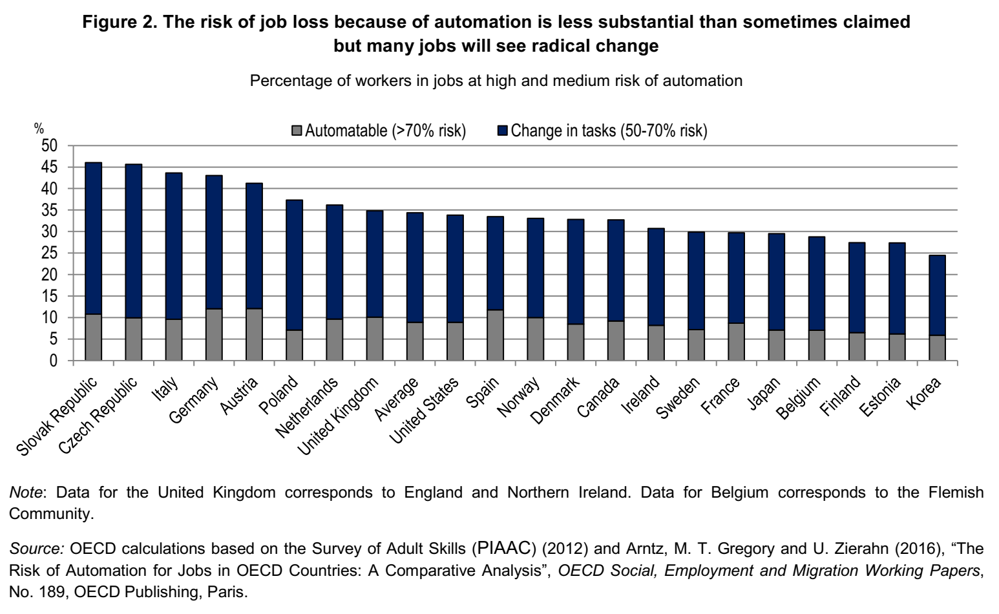 Figure 2. The risk of job loss because of automation is less substantial than sometimes claimed
but many jobs will see radical change
Percentage of workers in jobs at high and medium risk of automation
%
Automatable (>70% risk)
Change in tasks (50-70% risk)
50
45
40
35
30
25
20
15
10
5
0
Slovak Republic
Czech Republic
Italy
Germany
Austria
Poland
Netherlands
United Kingdom
Average
United States
Spain
Norway
Denmark
Canada
Ireland
Sweden
France
Japan
Belgium
Finland
Estonia
Korea
Note: Data for the United Kingdom corresponds to England and Northern Ireland. Data for Belgium corresponds to the Flemish
Community.
Source: OECD calculations based on the Survey of Adult Skills (PIAAC) (2012) and Arntz, M. T. Gregory and U. Zierahn (2016), “The
Risk of Automation for Jobs in OECD Countries: A Comparative Analysis”, OECD Social, Employment and Migration Working Papers,
No. 189, OECD Publishing, Paris.